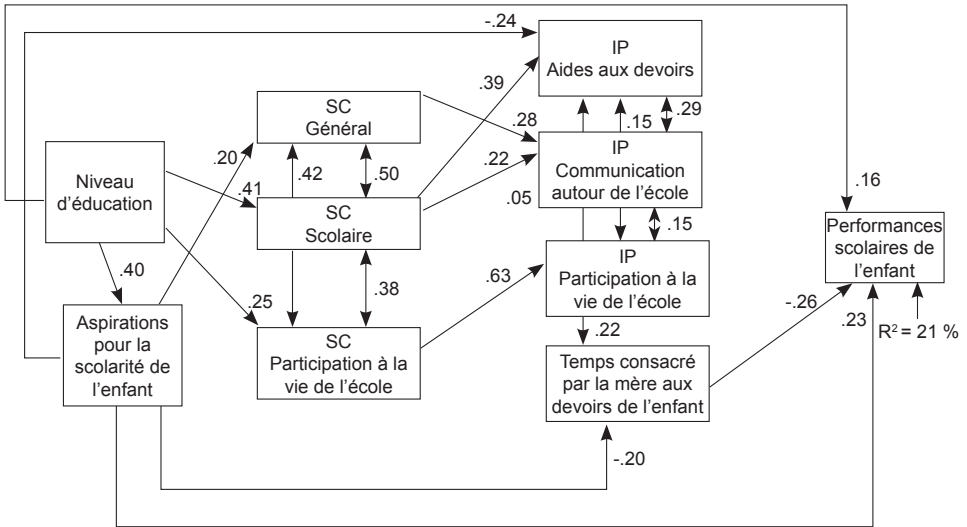 -.24
IP
Aides aux devoirs
.39
SC
Général
.28
.15
.29
.20
.42
.50
.22
IP
Communication
autour de l'école
Niveau
d'éducation
.41
SC
Scolaire
.05
.15
.16
Performances
scolaires de
l'enfant
IP
Participation à la
vie de l'école
.40
.25
.38
.63
-.26
.23
R² = 21 %
Aspirations
pour la
scolarité de
l'enfant
SC
Participation à la
vie de l'école
.22
Temps consacré
par la mère aux
devoirs de l'enfant
-.20